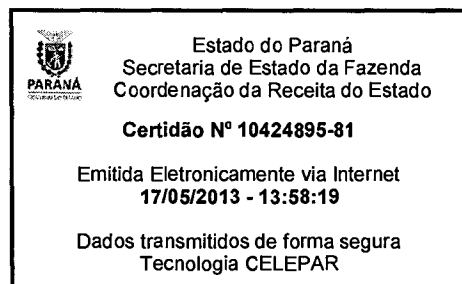 Estado do Paraná
Secretaria de Estado da Fazenda
PARANÁ
Coordenação da Receita do Estado
Certidão Nº 10424895-81
Emitida Eletronicamente via Internet
17/05/2013 - 13:58:19
Dados transmitidos de forma segura
Tecnologia CELEPAR